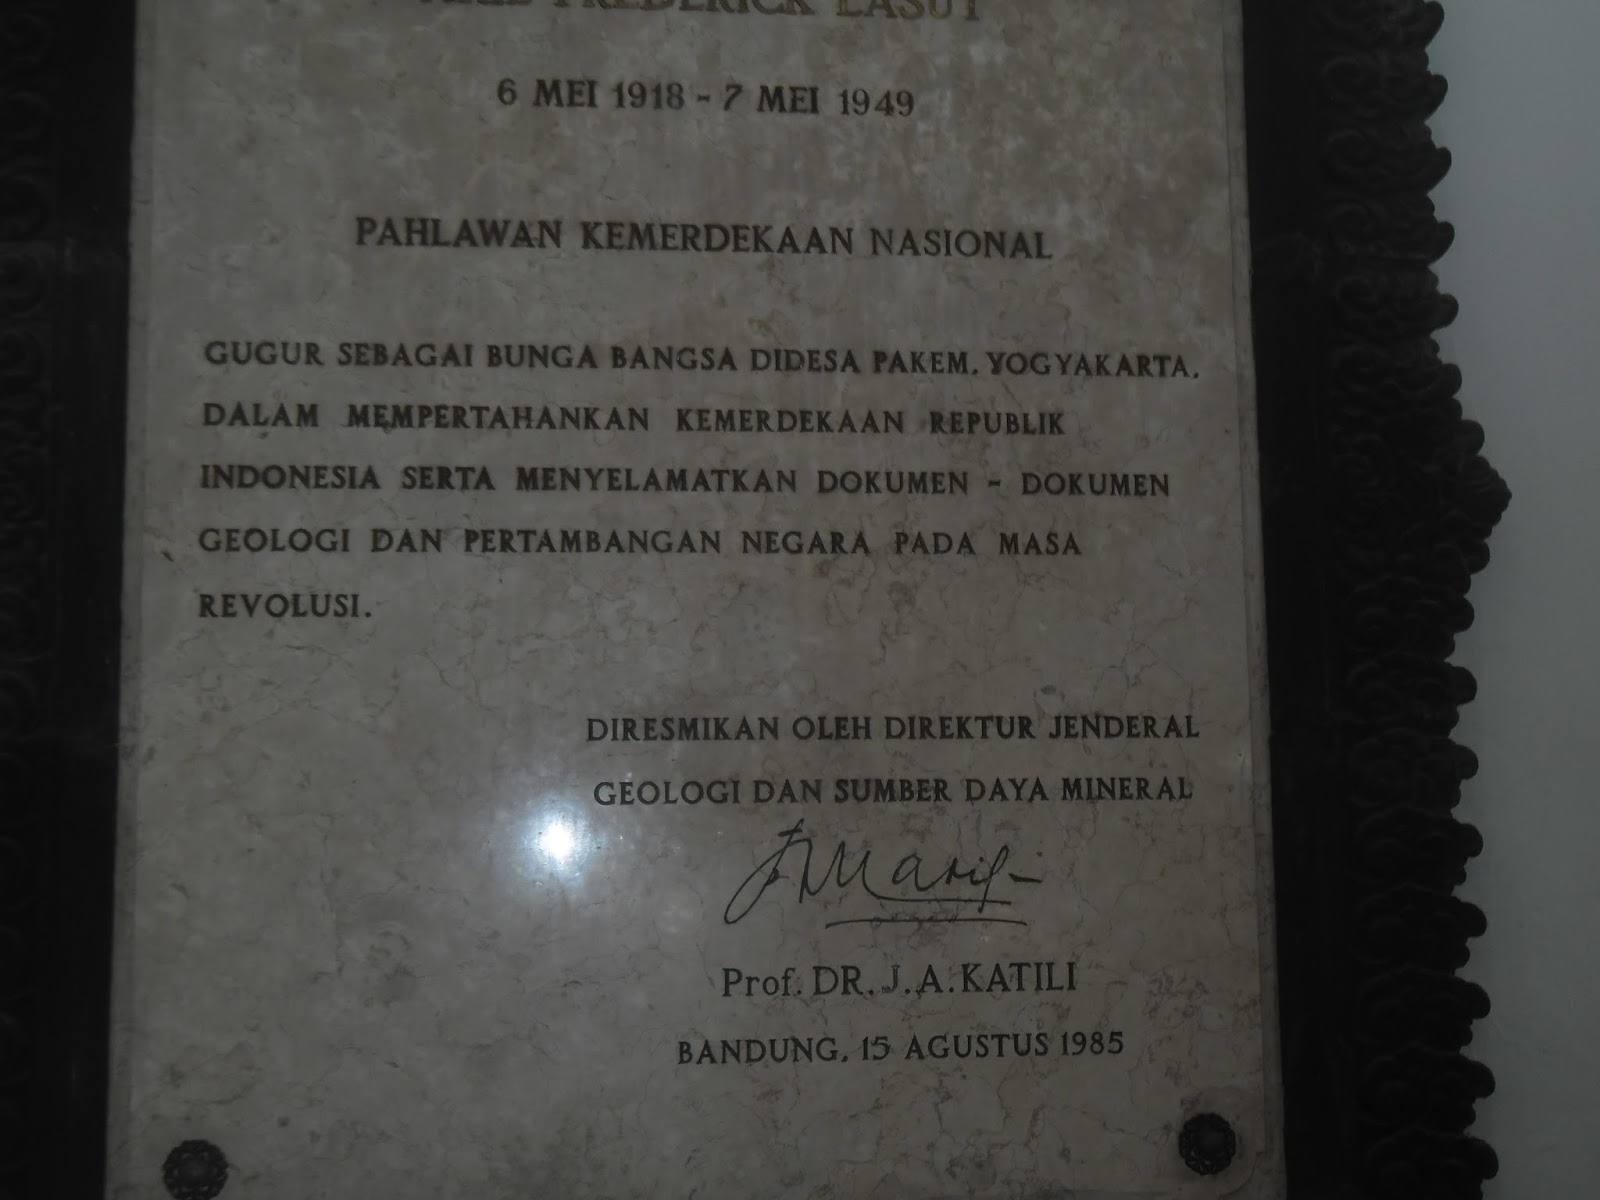 FREDERICK LASUT
6 MEI 1918 - 7 MEI 1949
PAHLAWAN KEMERDEKAAN NASIONAL
GUGUR SEBAGAI BUNGA BANGSA DIDESA PAKEM, YOGYAKARTA,
DALAM MEMPERTAHANKAN KEMERDEKAAN REPUBLIK
INDONESIA SERTA MENYELAMATKAN DOKUMEN - DOKUMEN
GEOLOGI DAN PERTAMBANGAN NEGARA PADA MASA
REVOLUSI.
DIRESMIKAN OLEH DIREKTUR JENDERAL
GEOLOGI DAN SUMBER DAYA MINERAL
Prof. DR. J. A. KATILI
BANDUNG, 15 AGUSTUS 1985